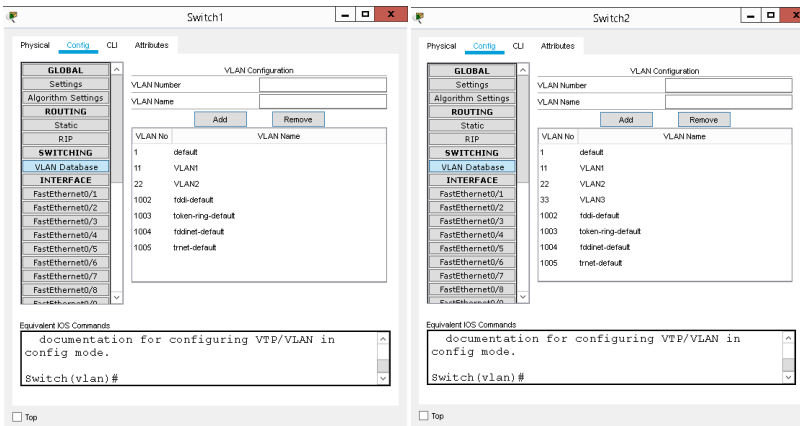 Switch1
Physical Config CLI Attributes
GLOBAL
Settings
Algorithm Settings
ROUTING
Static
RIP
SWITCHING
VLAN Database
INTERFACE
FastEthernet0/1
FastEthernet0/2
FastEthernet0/3
FastEthernet0/4
FastEthernet0/5
FastEthernet0/6
FastEthernet0/7
FastEthernet0/8
VLAN Configuration
VLAN Number
VLAN Name
Add Remove
VLAN No VLAN Name
1 default
11 VLAN1
22 VLAN2
1002 fddi-default
1003 token-ring-default
1004 fddinet-default
1005 trnet-default
Equivalent IOS Commands
documentation for configuring VTP/VLAN in
config mode.
Switch(vlan)#
Top
Switch2
Physical Config CLI Attributes
GLOBAL
Settings
Algorithm Settings
ROUTING
Static
RIP
SWITCHING
VLAN Database
INTERFACE
FastEthernet0/1
FastEthernet0/2
FastEthernet0/3
FastEthernet0/4
FastEthernet0/5
FastEthernet0/6
FastEthernet0/7
FastEthernet0/8
VLAN Configuration
VLAN Number
VLAN Name
Add Remove
VLAN No VLAN Name
1 default
11 VLAN1
22 VLAN2
33 VLAN3
1002 fddi-default
1003 token-ring-default
1004 fddinet-default
1005 trnet-default
Equivalent IOS Commands
documentation for configuring VTP/VLAN in
config mode.
Switch(vlan)#
Top